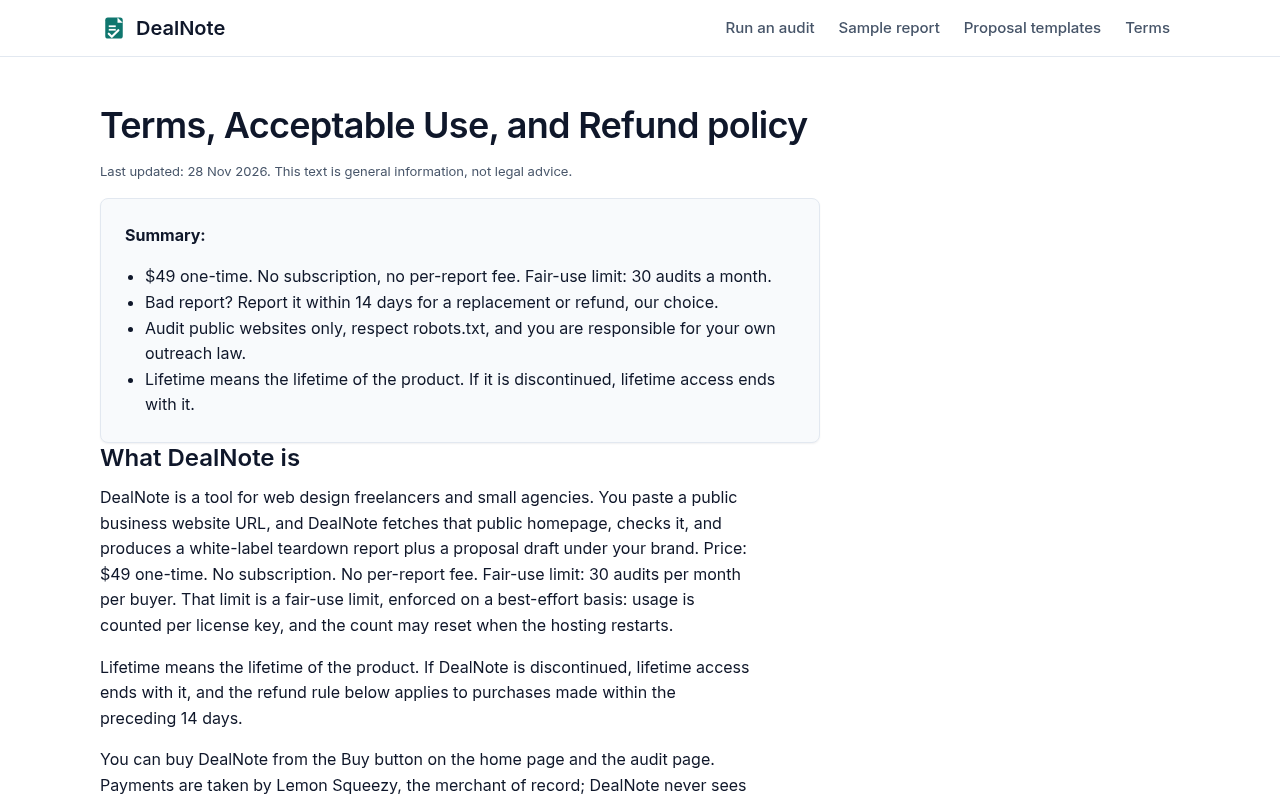 DealNote
Run an audit
Sample report
Proposal templates
Terms
Terms, Acceptable Use, and Refund policy
Last updated: 28 Nov 2026. This text is general information, not legal advice.
Summary:
• $49 one-time. No subscription, no per-report fee. Fair-use limit: 30 audits a month.
• Bad report? Report it within 14 days for a replacement or refund, our choice.
• Audit public websites only, respect robots.txt, and you are responsible for your own
outreach law.
• Lifetime means the lifetime of the product. If it is discontinued, lifetime access ends
with it.
What DealNote is
DealNote is a tool for web design freelancers and small agencies. You paste a public
business website URL, and DealNote fetches that public homepage, checks it, and
produces a white-label teardown report plus a proposal draft under your brand. Price:
$49 one-time. No subscription. No per-report fee. Fair-use limit: 30 audits per month
per buyer. That limit is a fair-use limit, enforced on a best-effort basis: usage is
counted per license key, and the count may reset when the hosting restarts.
Lifetime means the lifetime of the product. If DealNote is discontinued, lifetime access
ends with it, and the refund rule below applies to purchases made within the
preceding 14 days.
You can buy DealNote from the Buy button on the home page and the audit page.
Payments are taken by Lemon Squeezy, the merchant of record; DealNote never sees